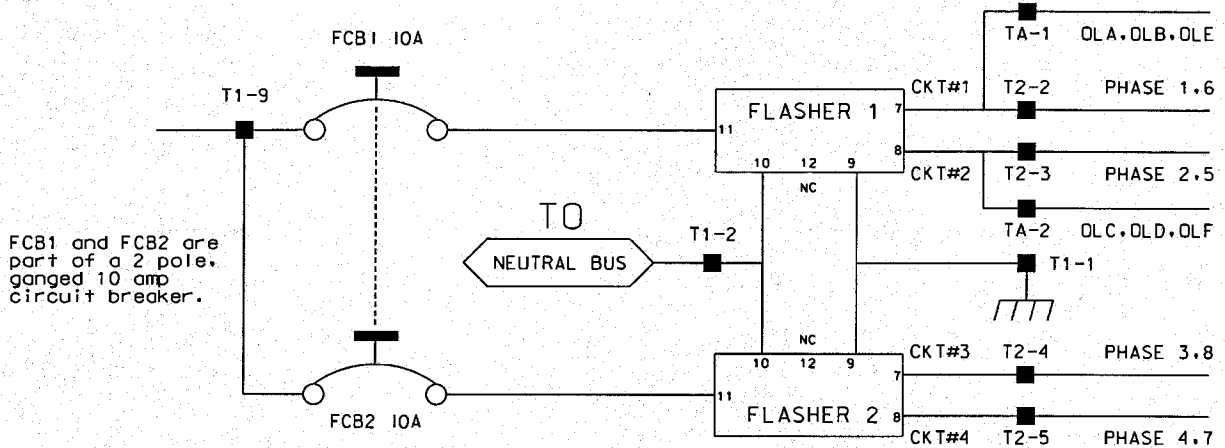 TA-1 OLA.OLB.OLE
FCB1 10A
T1-9
CKT#1 T2-2 PHASE 1.6
FLASHER 1
7
11
8
10 12 9
NC
CKT#2 T2-3 PHASE 2.5
TA-2 OLC.OLD.OLF
TO
NEUTRAL BUS
T1-2
T1-1
FCB1 and FCB2 are
part of a 2 pole.
ganged 10 amp
circuit breaker.
NC
10 12 9
CKT#3 T2-4 PHASE 3.8
7
11
FLASHER 2
8
FCB2 10A
CKT#4 T2-5 PHASE 4.7